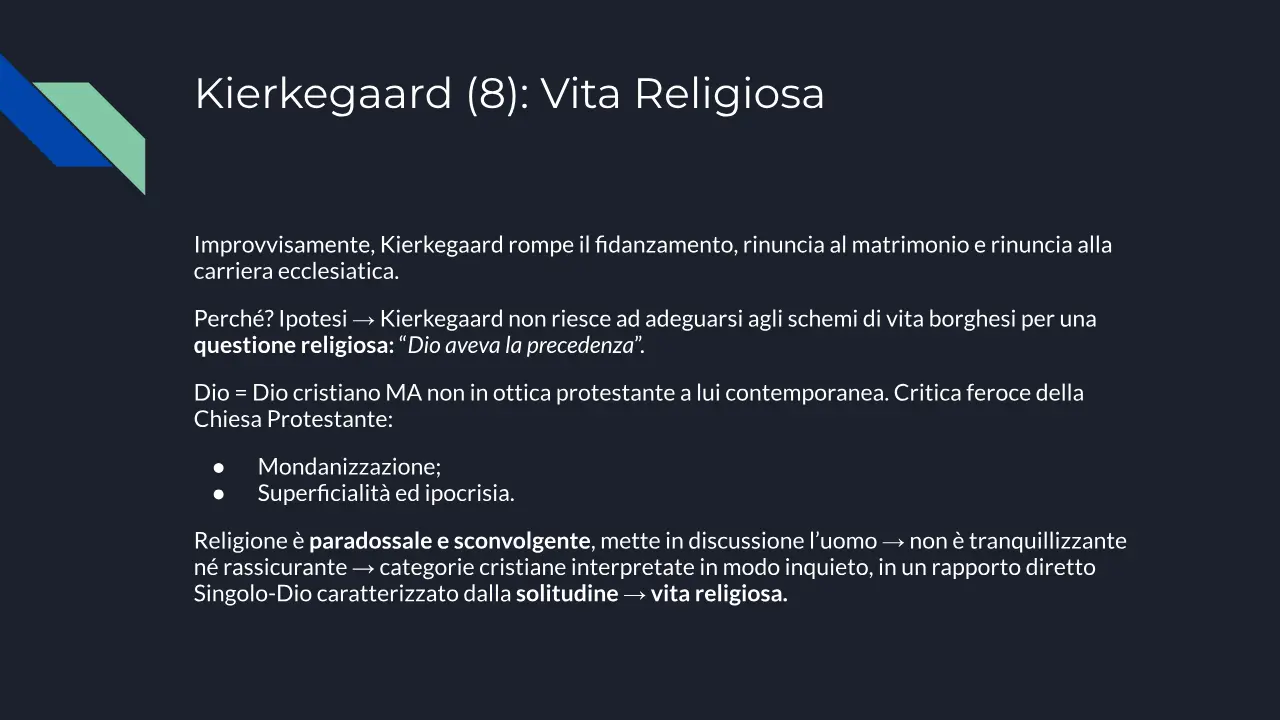 Kierkegaard (8): Vita Religiosa
Improvvisamente, Kierkegaard rompe il fidanzamento, rinuncia al matrimonio e rinuncia alla
carriera ecclesiatica.
Perché? Ipotesi → Kierkegaard non riesce ad adeguarsi agli schemi di vita borghesi per una
questione religiosa: “Dio aveva la precedenza”.
Dio = Dio cristiano MA non in ottica protestante a lui contemporanea. Critica feroce della
Chiesa Protestante:
● Mondanizzazione;
● Superficialità ed ipocrisia.
Religione è paradossale e sconvolgente, mette in discussione l’uomo → non è tranquillizzante
né rassicurante → categorie cristiane interpretate in modo inquieto, in un rapporto diretto
Singolo-Dio caratterizzato dalla solitudine → vita religiosa.